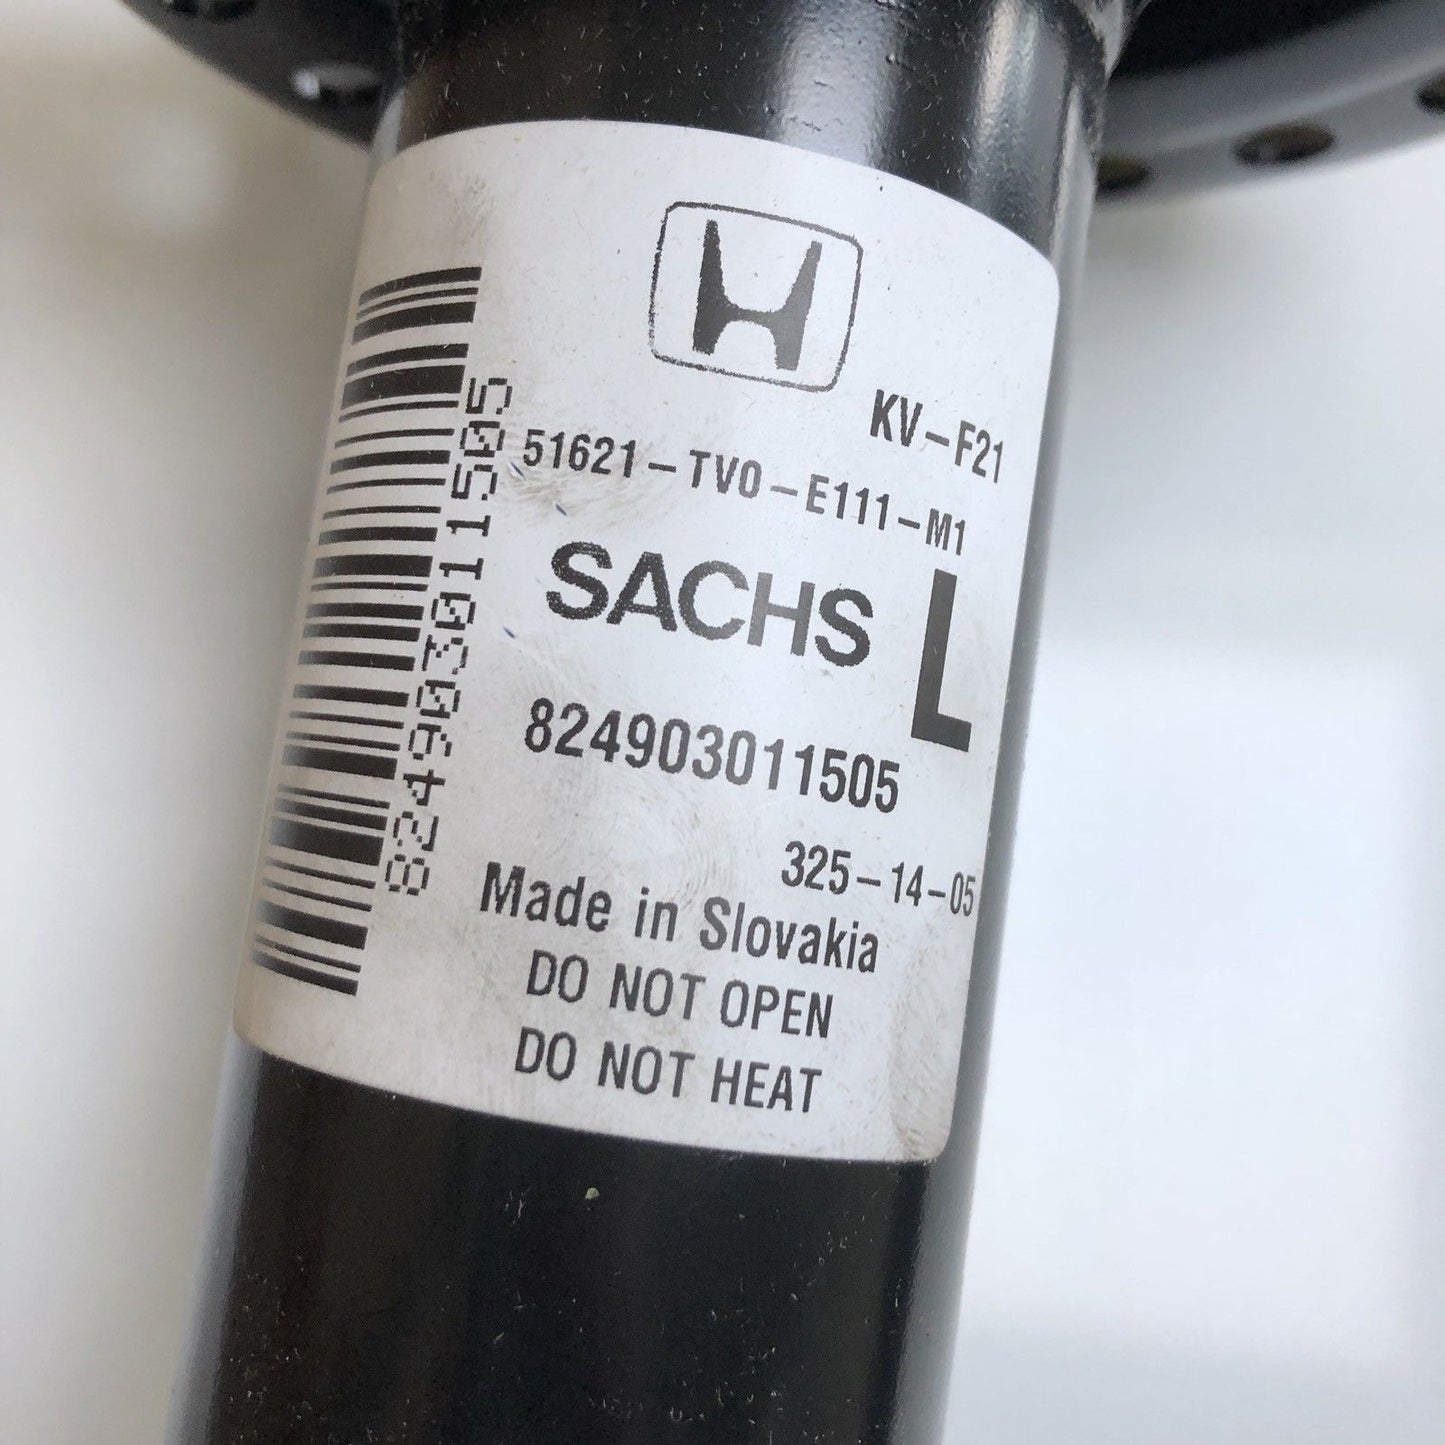 KV-F21
51621-TV0-E111-M1
SACHS L
824903011505
325-14-05
Made in Slovakia
DO NOT OPEN
DO NOT HEAT
824903011505